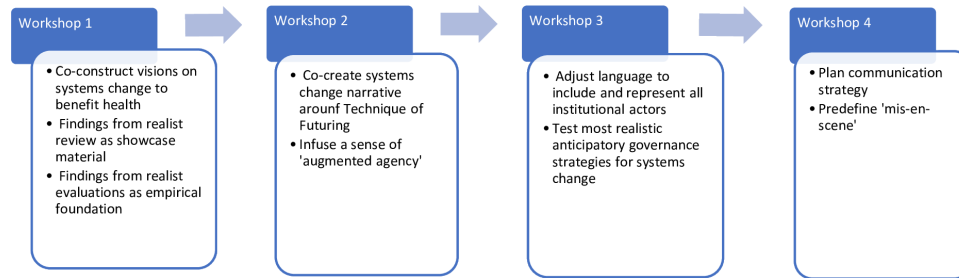 Workshop 1
• Co-construct visions on
systems change to
benefit health
• Findings from realist
review as showcase
material
• Findings from realist
evaluations as empirical
foundation
Workshop 2
• Co-create systems
change narrative
arounf Technique of
Futuring
• Infuse a sense of
'augmented agency'
Workshop 3
• Adjust language to
include and represent all
institutional actors
• Test most realistic
anticipatory governance
strategies for systems
change
Workshop 4
• Plan communication
strategy
• Predefine 'mis-en-
scene'